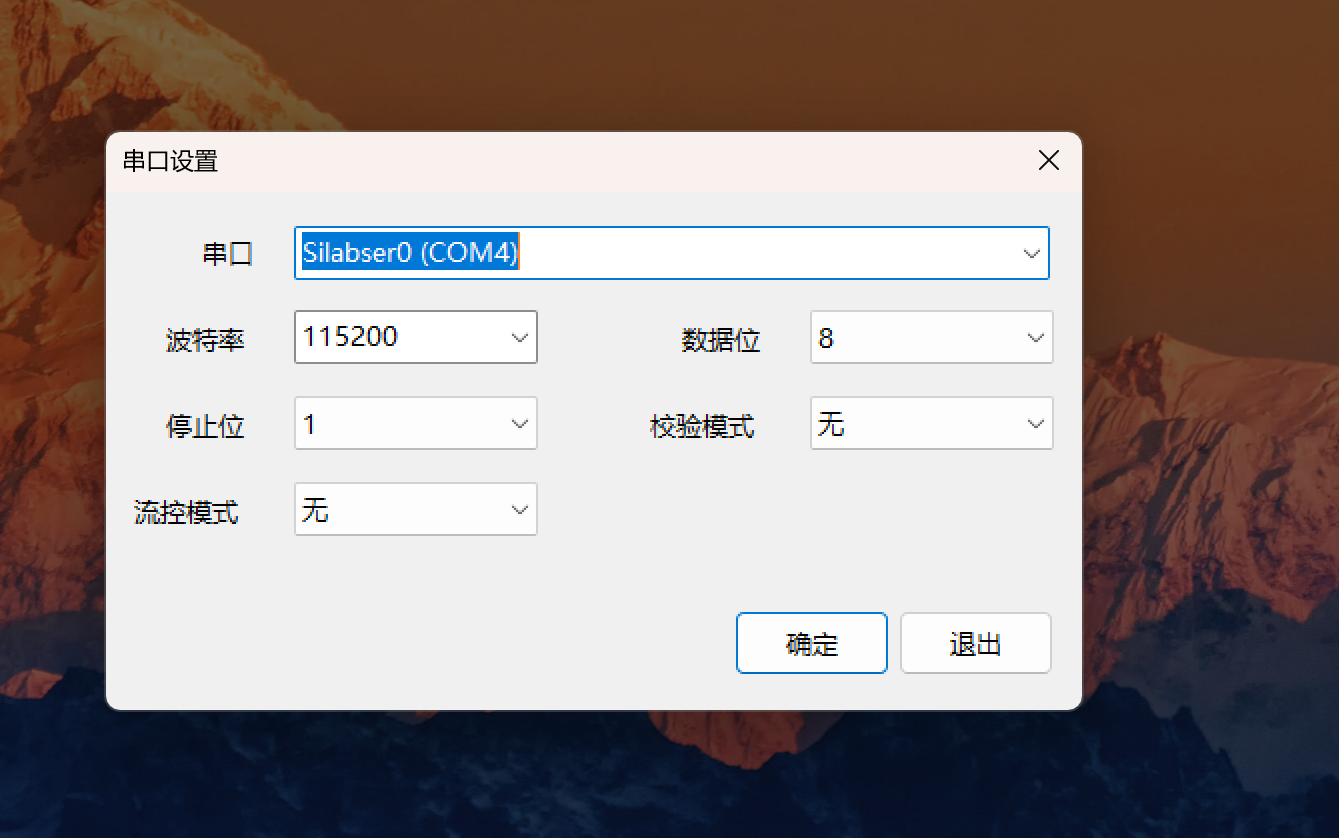 串口设置
串口 Silabser0 (COM4)
波特率 115200 数据位 8
停止位 1 校验模式 无
流控模式 无
确定 退出